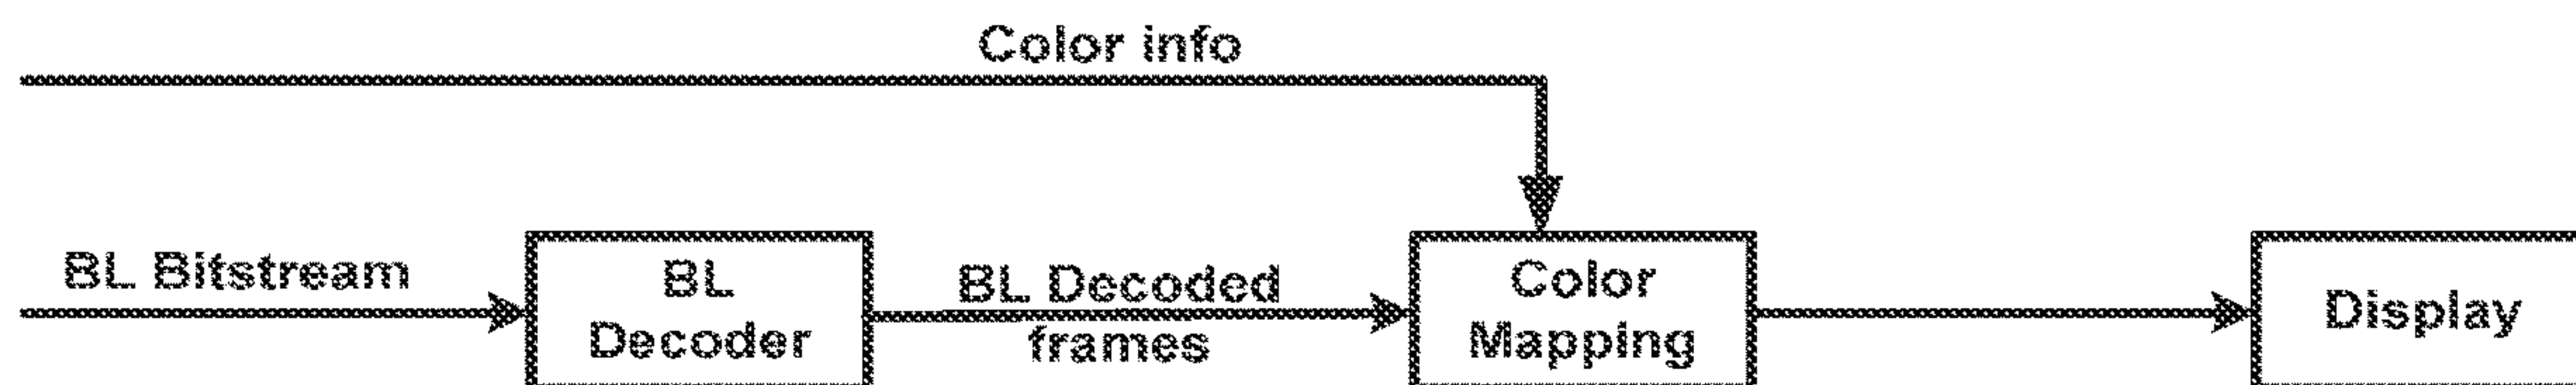 Color info
BL Bitstream
BL
Decoder
BL Decoded
frames
Color
Mapping
Display